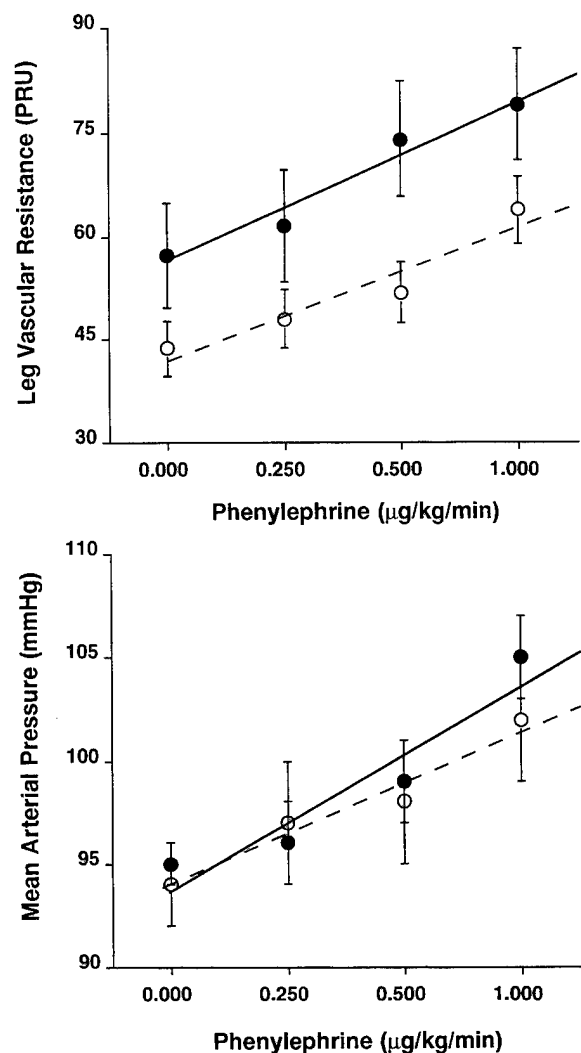 Leg Vascular Resistance (PRU)
90
75
60
45
30
0.000 0.250 0.500 1.000
Phenylephrine (µg/kg/min)
Mean Arterial Pressure (mmHg)
110
105
100
95
90
0.000 0.250 0.500 1.000
Phenylephrine (µg/kg/min)